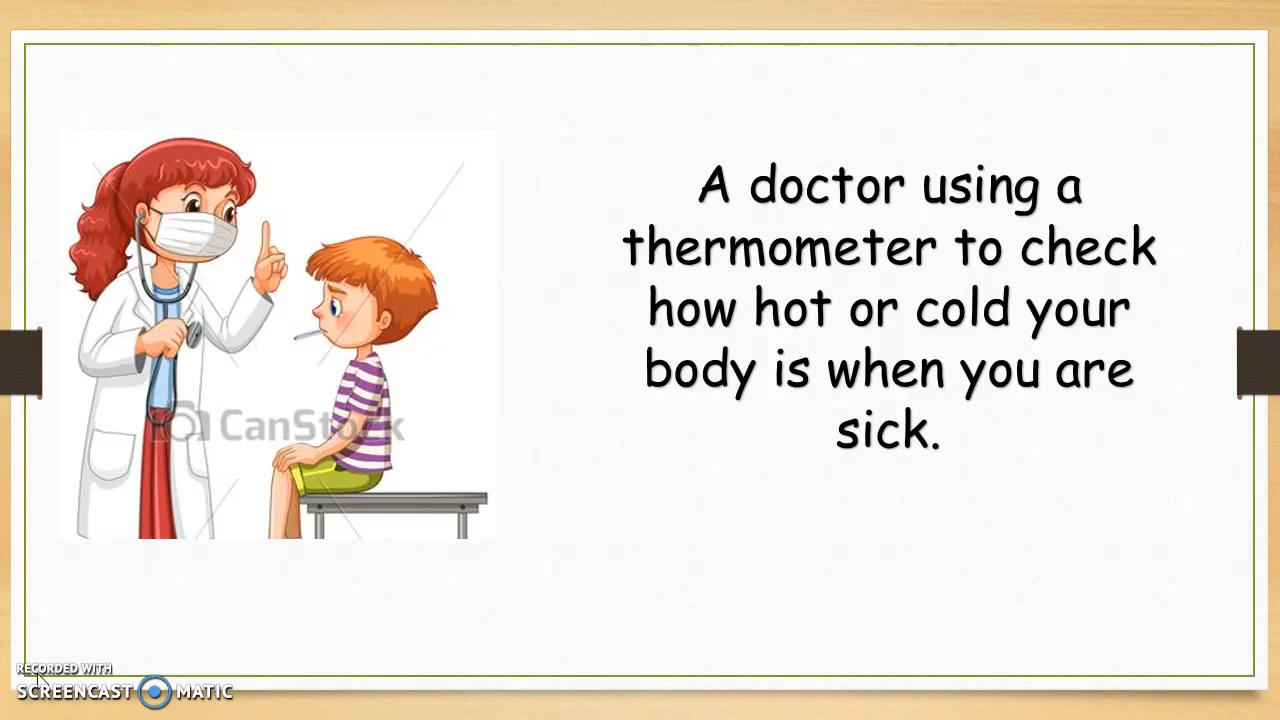 A doctor using a
thermometer to check
how hot or cold your
body is when you are
sick.
CanStock
RECORDED WITH
SCREENCAST MATIC